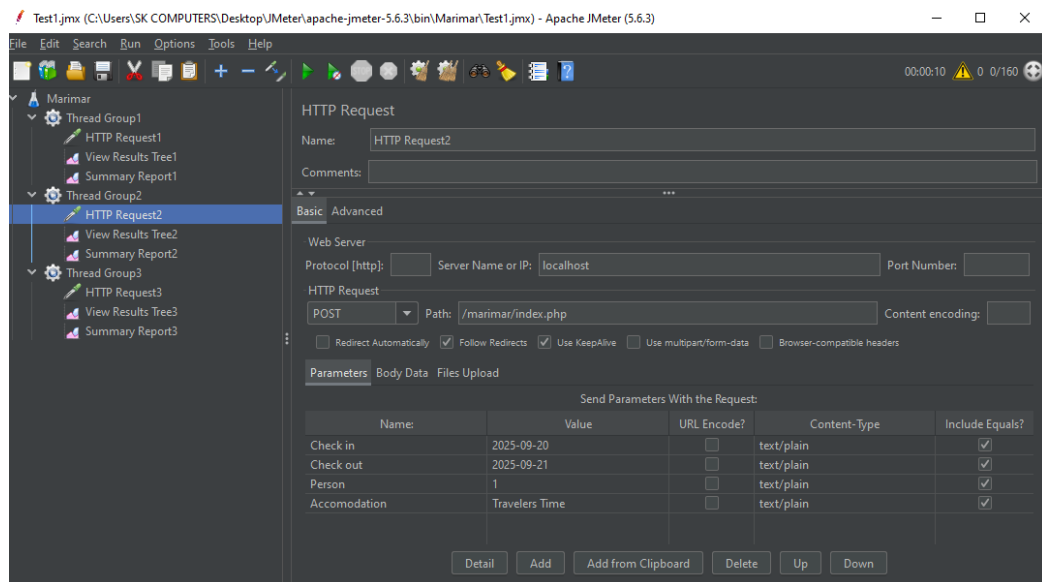 Test1.jmx (C:\Users\SK COMPUTERS\Desktop\JMeter\apache-jmeter-5.6.3\bin\Marimar\Test1.jmx) - Apache JMeter (5.6.3)
File Edit Search Run Options Tools Help
00:00:10 0 0/160
Marimar
Thread Group1
HTTP Request1
View Results Tree1
Summary Report1
Thread Group2
HTTP Request2
View Results Tree2
Summary Report2
Thread Group3
HTTP Request3
View Results Tree3
Summary Report3
HTTP Request
Name: HTTP Request2
Comments:
Basic Advanced
Web Server
Protocol [http]: Server Name or IP: localhost Port Number:
HTTP Request
POST Path: /marimar/index.php Content encoding:
Redirect Automatically Follow Redirects Use KeepAlive Use multipart/form-data Browser-compatible headers
Parameters Body Data Files Upload
Send Parameters With the Request:
Name: Value URL Encode? Content-Type Include Equals?
Check in 2025-09-20 text/plain
Check out 2025-09-21 text/plain
Person 1 text/plain
Accomodation Travelers Time text/plain
Detail Add Add from Clipboard Delete Up Down